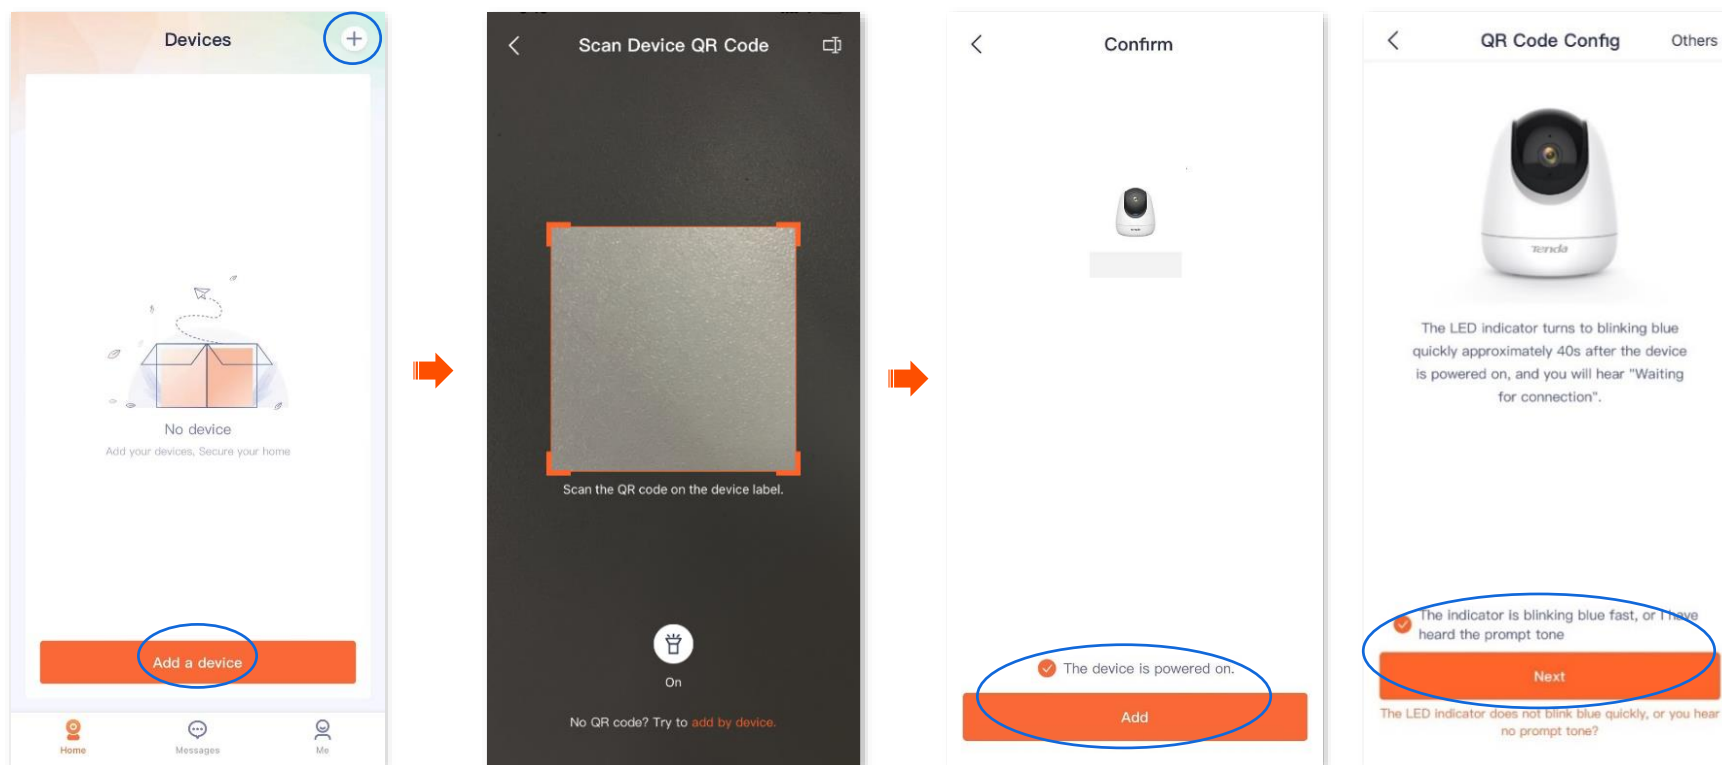 Devices
No device
Add your devices, Secure your home
Add a device
Home
Messages
Me
Scan Device QR Code
Scan the QR code on the device label.
On
No QR code? Try to add by device.
Confirm
The device is powered on.
Add
QR Code Config
Others
Tenda
The LED indicator turns to blinking blue
quickly approximately 40s after the device
is powered on, and you will hear "Waiting
for connection".
The indicator is blinking blue fast, or I have
heard the prompt tone
Next
The LED indicator does not blink blue quickly, or you hear
no prompt tone?